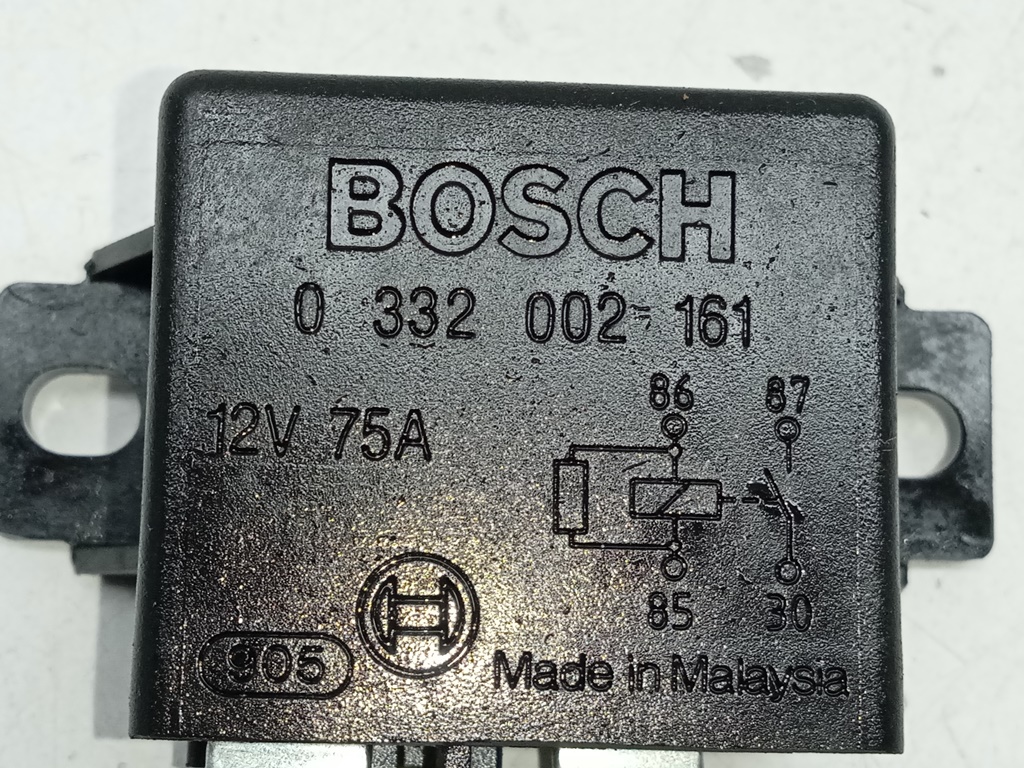 BOSCH
0 332 002 161
12V 75A
86 87
85 30
905
Made in Malaysia